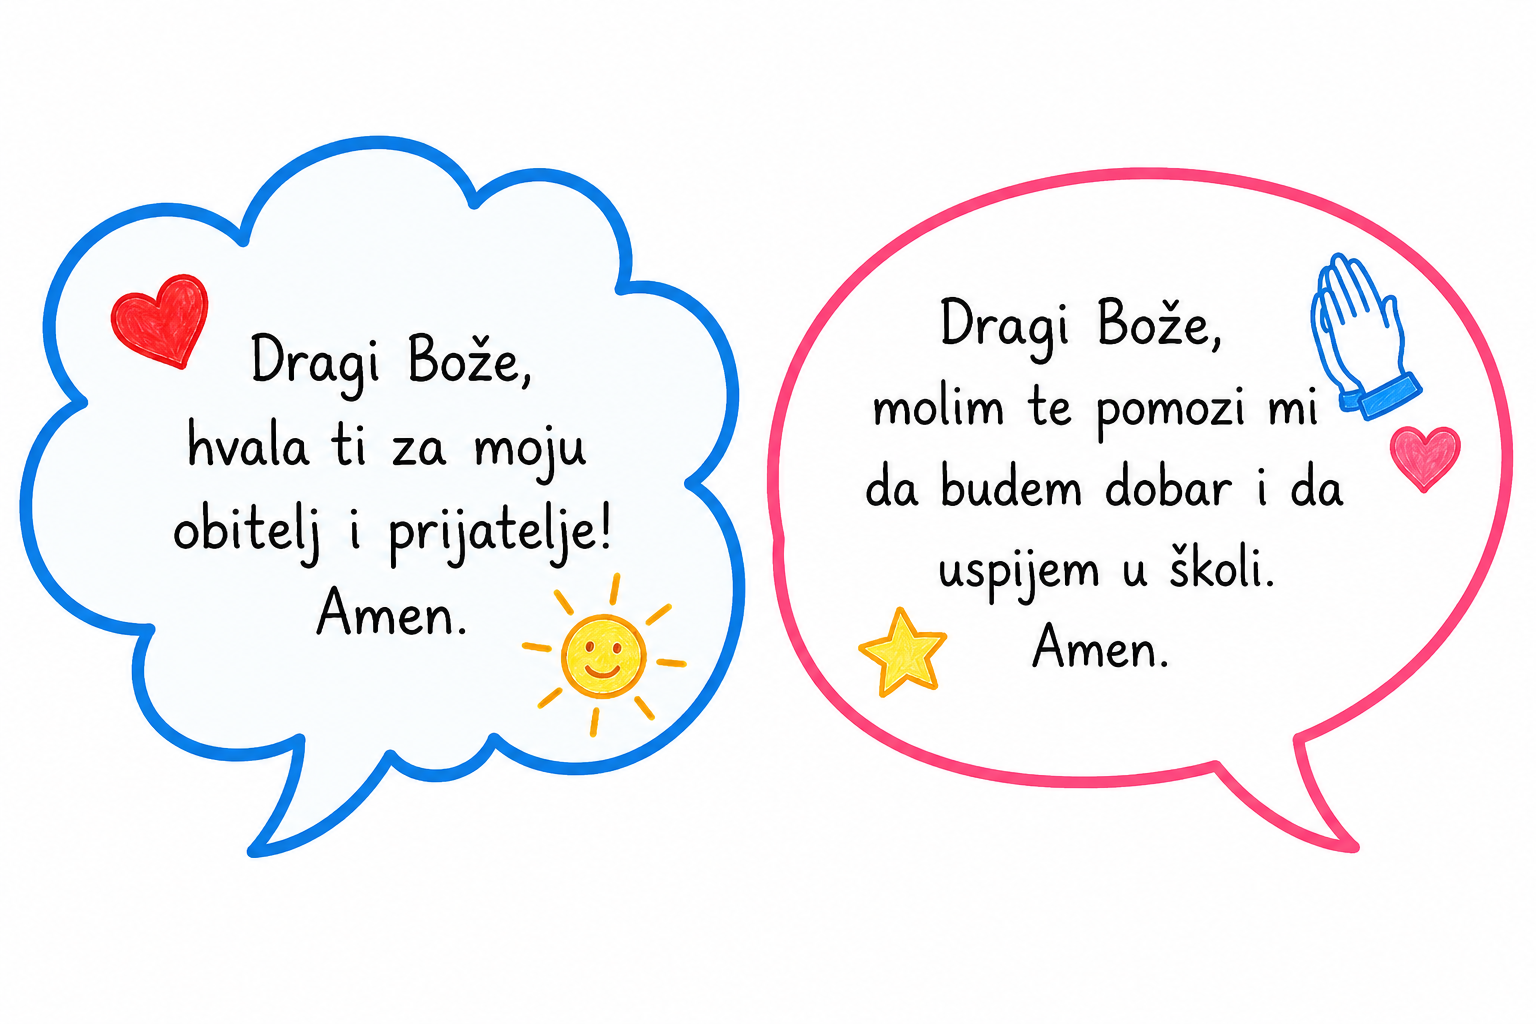 Dragi Bože,
hvala ti za moju
obitelj i prijatelje!
Amen.
Dragi Bože,
molim te pomozi mi
da budem dobar i da
uspijem u školi.
Amen.